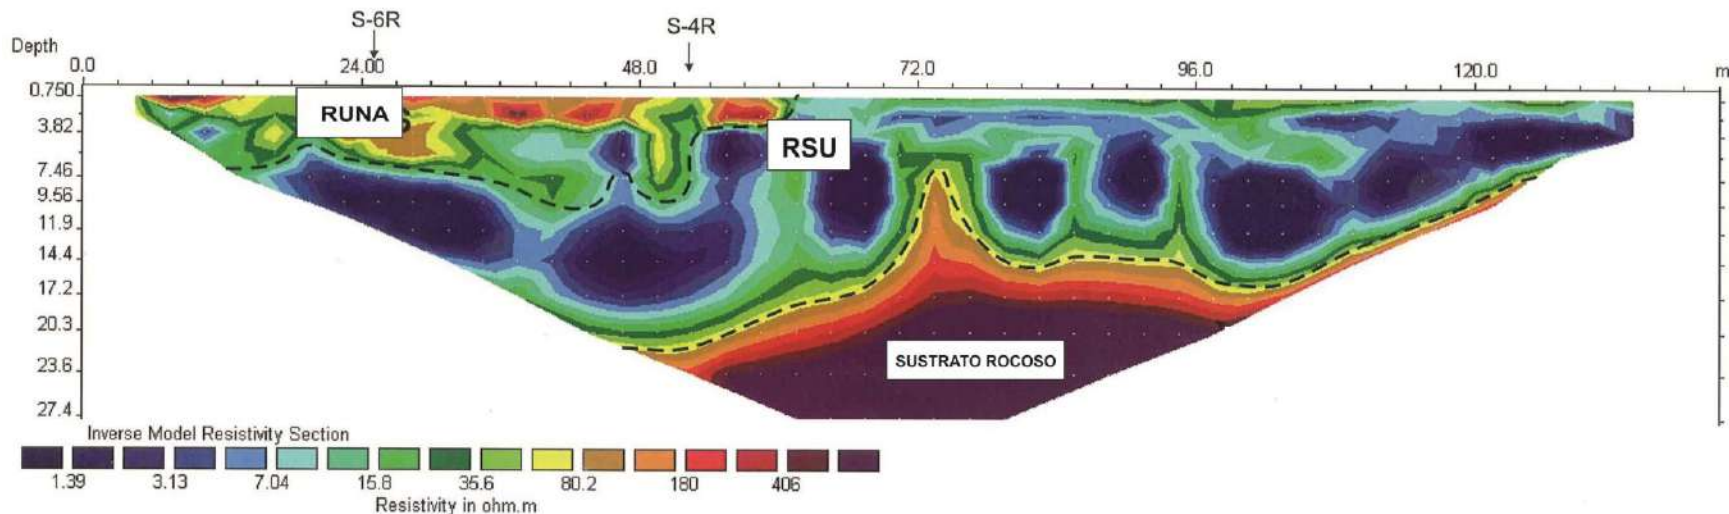 S-6R
S-4R
Depth
0.0 24.00 48.0 72.0 96.0 120.0 m
0.750
3.82
7.46
9.56
11.9
14.4
17.2
20.3
23.6
27.4
RUNA
RSU
SUSTRATO ROCOSO
Inverse Model Resistivity Section
1.39 3.13 7.04 15.8 35.6 80.2 180 406
Resistivity in ohm.m